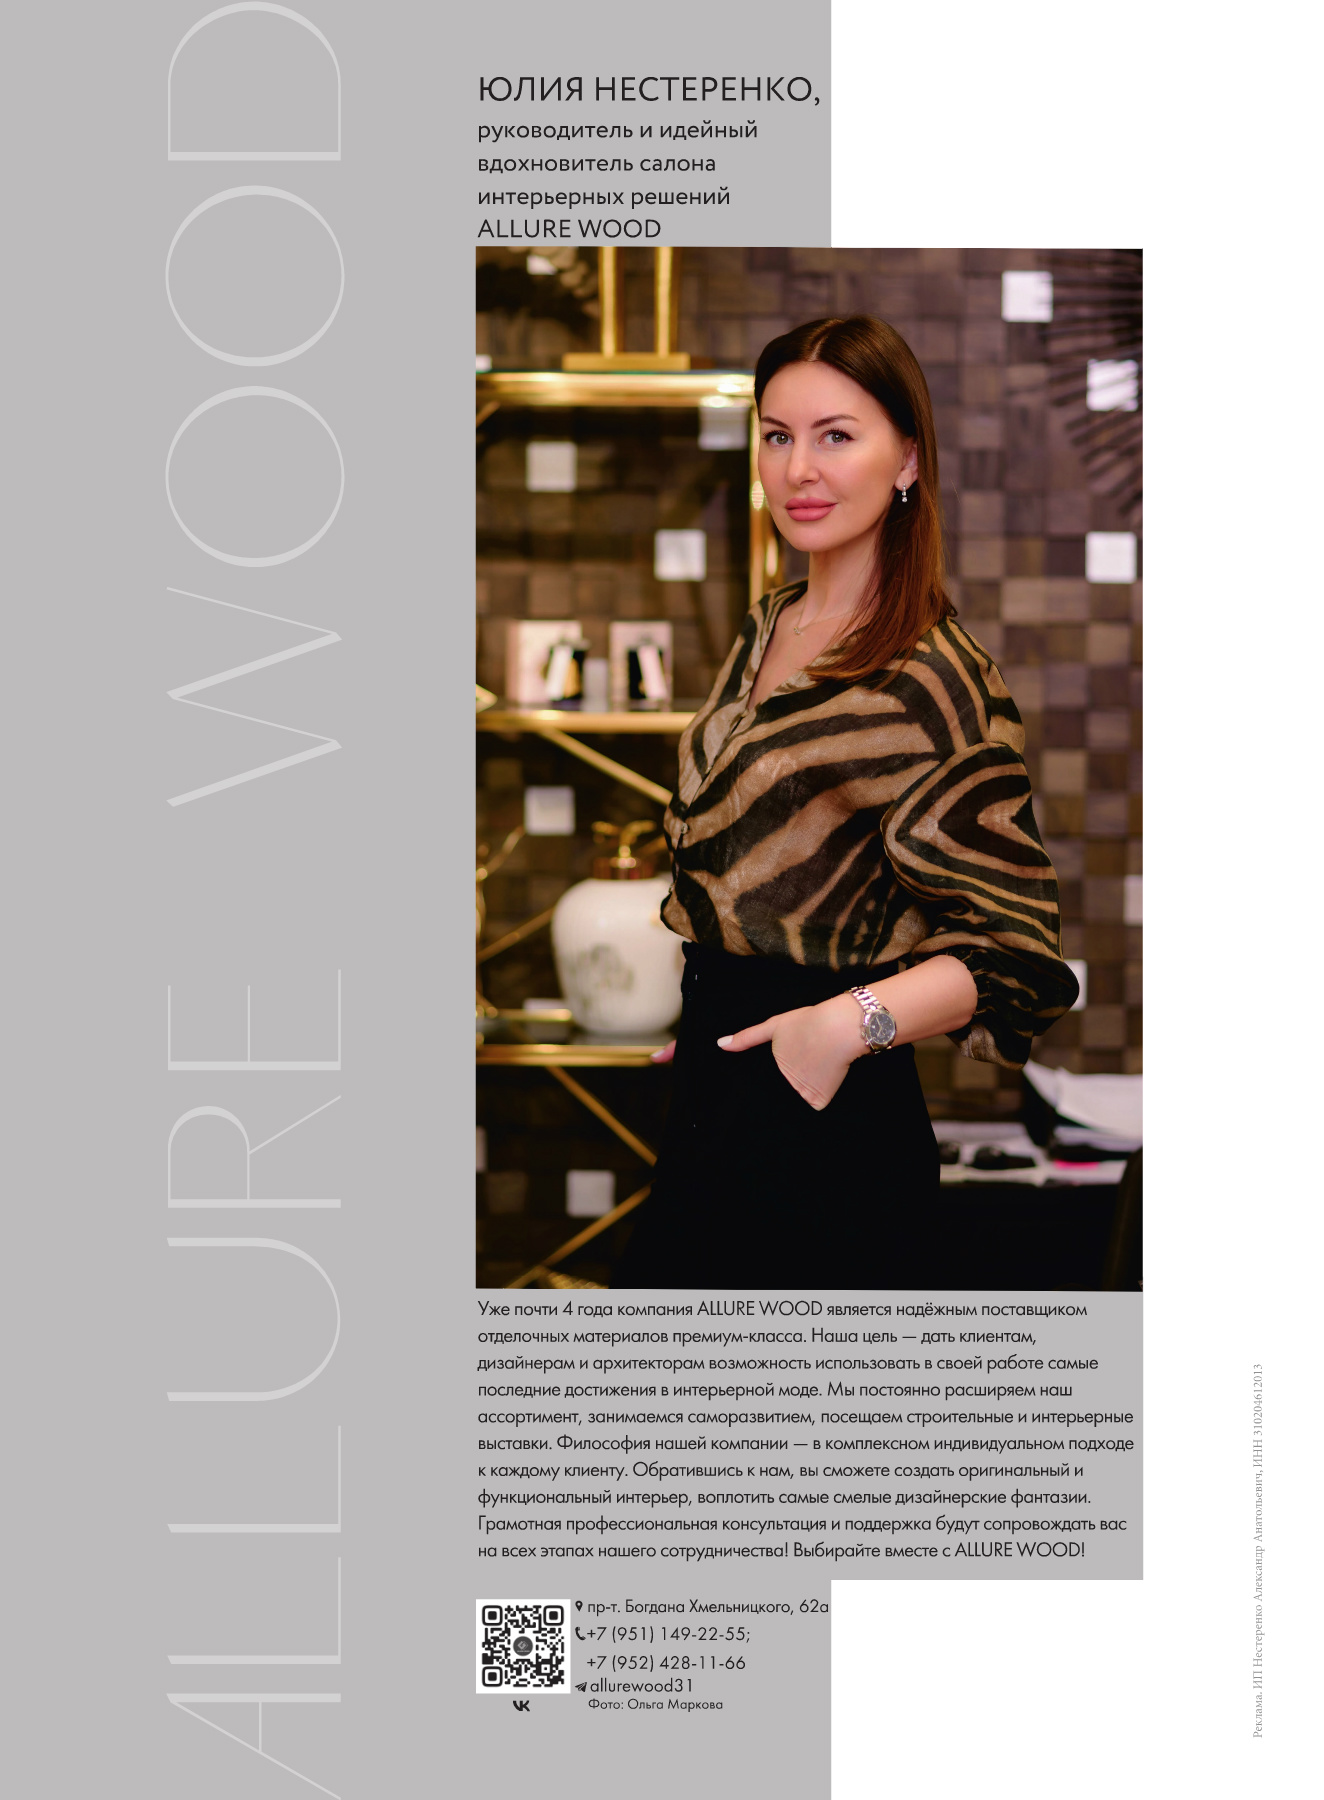 ALLURE WOOD
ЮЛИЯ НЕСТЕРЕНКО,
руководитель и идейный
вдохновитель салона
интерьерных решений
ALLURE WOOD
Уже почти 4 года компания ALLURE WOOD является надёжным поставщиком
отделочных материалов премиум-класса. Наша цель — дать клиентам,
дизайнерам и архитекторам возможность использовать в своей работе самые
последние достижения в интерьерной моде. Мы постоянно расширяем наш
ассортимент, занимаемся саморазвитием, посещаем строительные и интерьерные
выставки. Философия нашей компании — в комплексном индивидуальном подходе
к каждому клиенту. Обратившись к нам, вы сможете создать оригинальный и
функциональный интерьер, воплотить самые смелые дизайнерские фантазии.
Грамотная профессиональная консультация и поддержка будут сопровождать вас
на всех этапах нашего сотрудничества! Выбирайте вместе с ALLURE WOOD!
пр-т. Богдана Хмельницкого, 62а
+7 (951) 149-22-55;
+7 (952) 428-11-66
allurewood31
Фото: Ольга Маркова
Реклама. ИП Нестеренко Александр Анатольевич, ИНН 310204612013